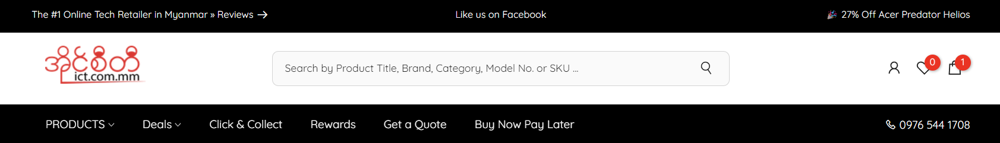 The #1 Online Tech Retailer in Myanmar » Reviews →
Like us on Facebook
🎉 27% Off Acer Predator Helios
အိုင်စီတီ
ict.com.mm
Search by Product Title, Brand, Category, Model No. or SKU ...
0
1
PRODUCTS
Deals
Click & Collect
Rewards
Get a Quote
Buy Now Pay Later
0976 544 1708